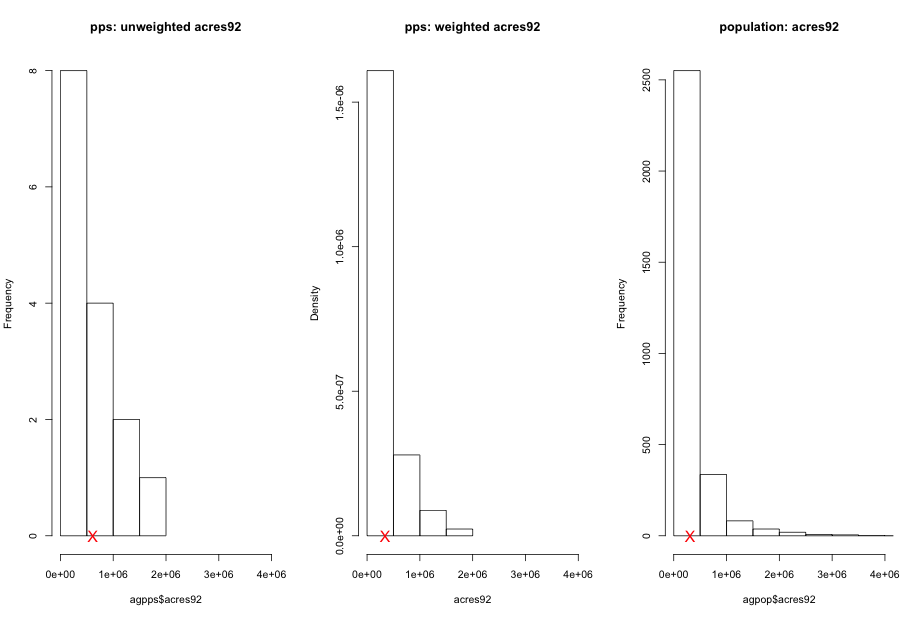 pps: unweighted acres92
Frequency
8
6
4
2
0
0e+00 1e+06 2e+06 3e+06 4e+06
agpps$acres92
pps: weighted acres92
Density
1.5e-06
1.0e-06
5.0e-07
0.0e+00
0e+00 1e+06 2e+06 3e+06 4e+06
acres92
population: acres92
Frequency
2500
2000
1500
1000
500
0
0e+00 1e+06 2e+06 3e+06 4e+06
agpop$acres92